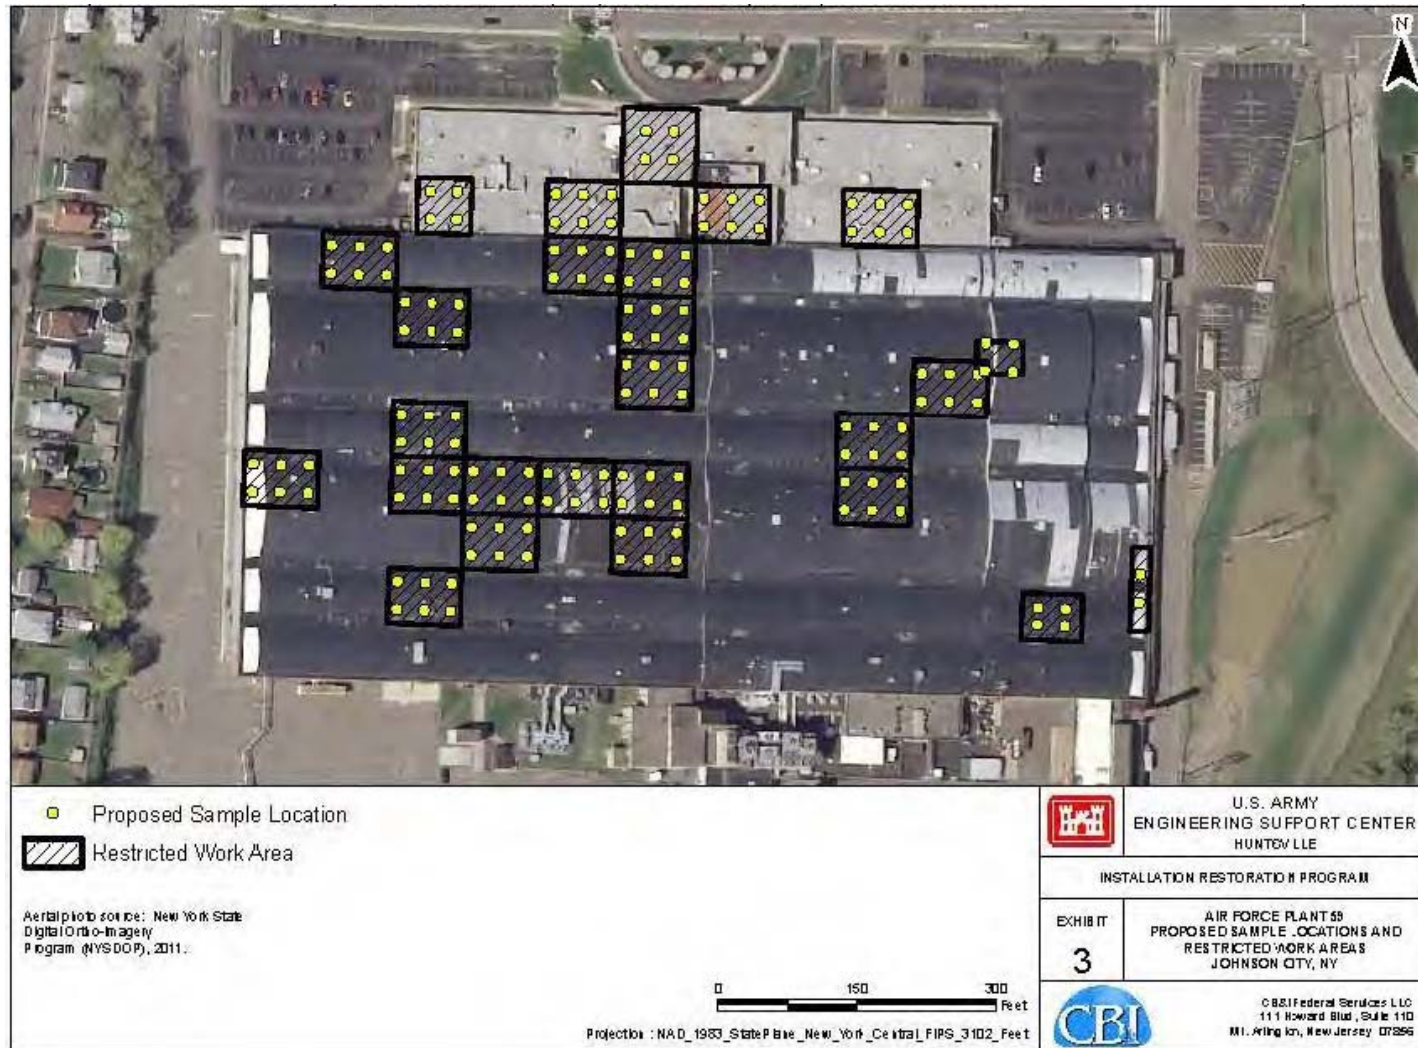 N
Proposed Sample Location
Restricted Work Area
Aerial photo source: New York State
Digital Ortho-Imagery
Program (NYSDOP), 2011.
0 150 300
Feet
Projection : NAD_1983_StatePlane_New_York_Central_FIPS_3102_Feet
U.S. ARMY
ENGINEERING SUPPORT CENTER
HUNTSVILLE
INSTALLATION RESTORATION PROGRAM
EXHIBIT
3
AIR FORCE PLANT 59
PROPOSED SAMPLE LOCATIONS AND
RESTRICTED WORK AREAS
JOHNSON CITY, NY
CBI
CB&I Federal Services LLC
111 Howard Blvd, Suite 110
Mt. Arlington, New Jersey 07856